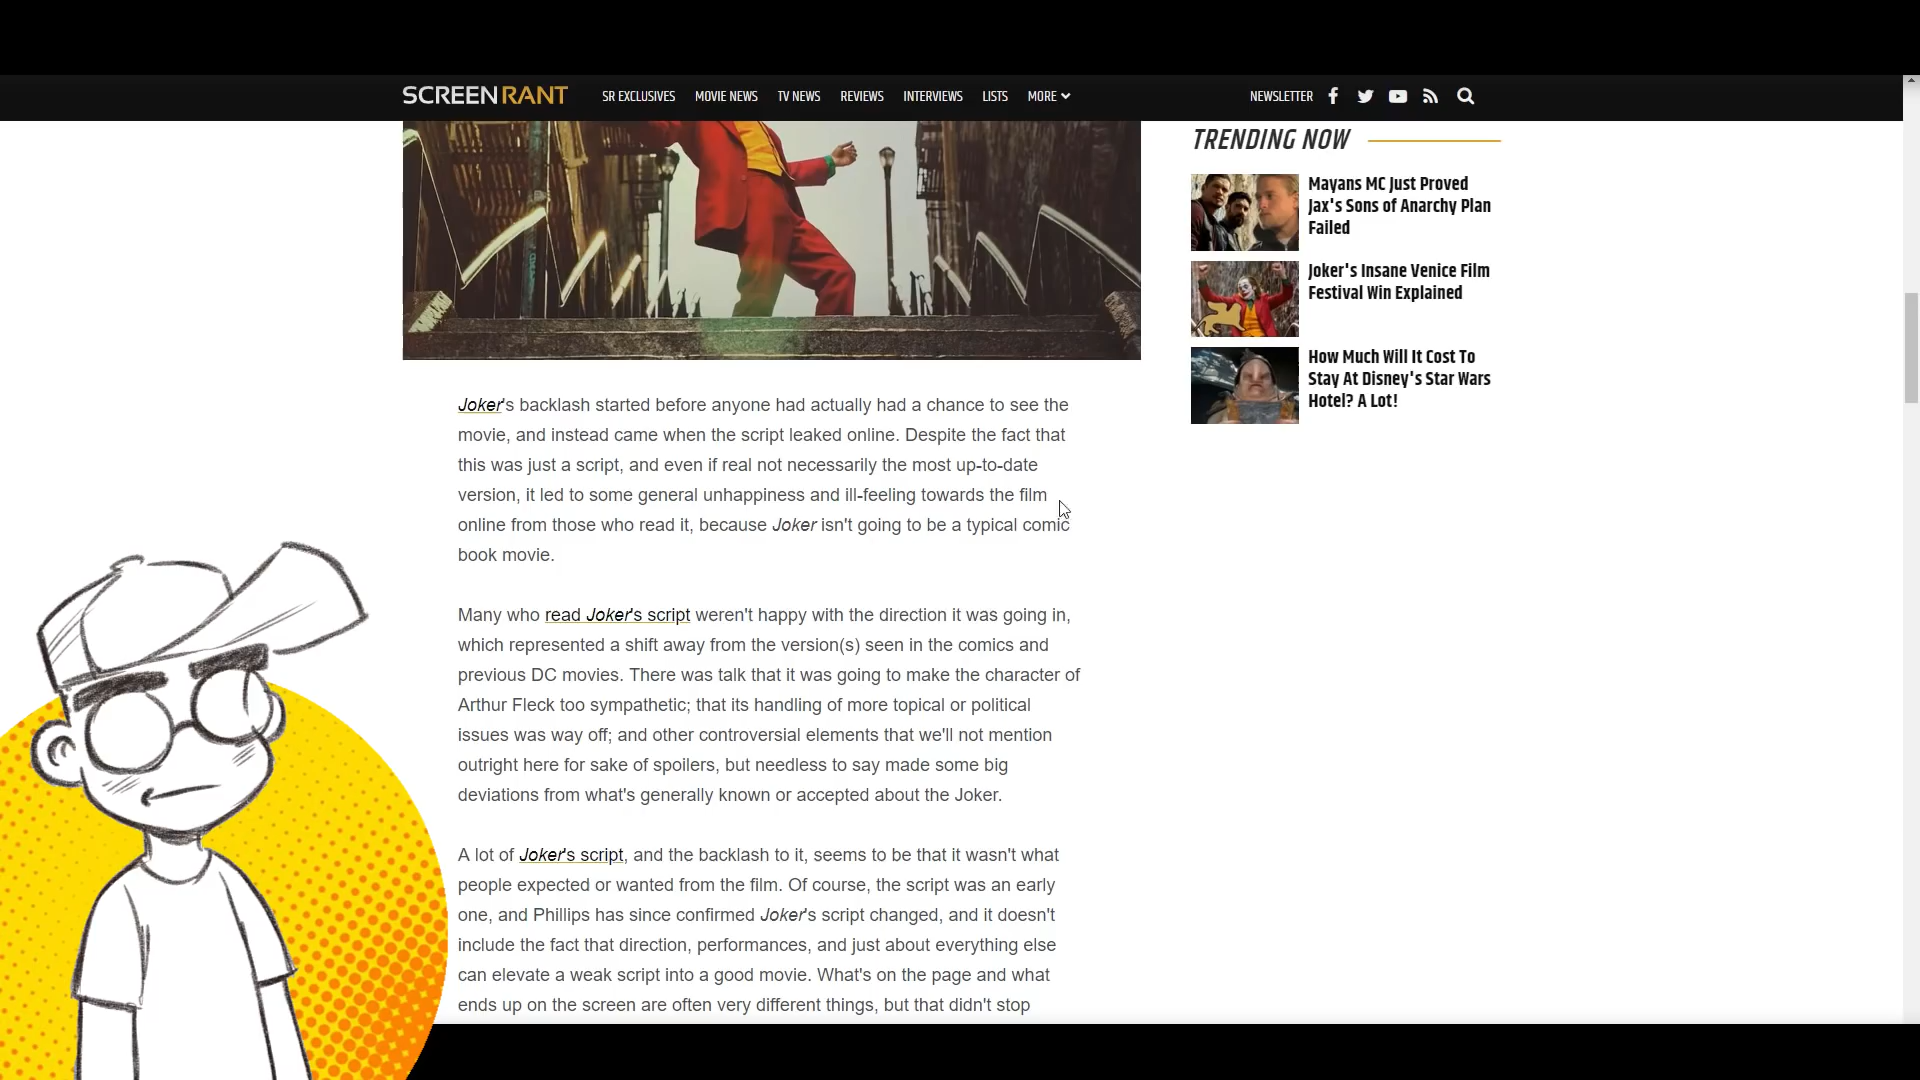 SCREENRANT SR EXCLUSIVES MOVIE NEWS TV NEWS REVIEWS INTERVIEWS LISTS MORE NEWSLETTER
TRENDING NOW
Mayans MC Just Proved
Jax's Sons of Anarchy Plan
Failed
Joker's Insane Venice Film
Festival Win Explained
How Much Will It Cost To
Stay At Disney's Star Wars
Hotel? A Lot!
Joker's backlash started before anyone had actually had a chance to see the
movie, and instead came when the script leaked online. Despite the fact that
this was just a script, and even if real not necessarily the most up-to-date
version, it led to some general unhappiness and ill-feeling towards the film
online from those who read it, because Joker isn't going to be a typical comic
book movie.
Many who read Joker's script weren't happy with the direction it was going in,
which represented a shift away from the version(s) seen in the comics and
previous DC movies. There was talk that it was going to make the character of
Arthur Fleck too sympathetic; that its handling of more topical or political
issues was way off; and other controversial elements that we'll not mention
outright here for sake of spoilers, but needless to say made some big
deviations from what's generally known or accepted about the Joker.
A lot of Joker's script, and the backlash to it, seems to be that it wasn't what
people expected or wanted from the film. Of course, the script was an early
one, and Phillips has since confirmed Joker's script changed, and it doesn't
include the fact that direction, performances, and just about everything else
can elevate a weak script into a good movie. What's on the page and what
ends up on the screen are often very different things, but that didn't stop